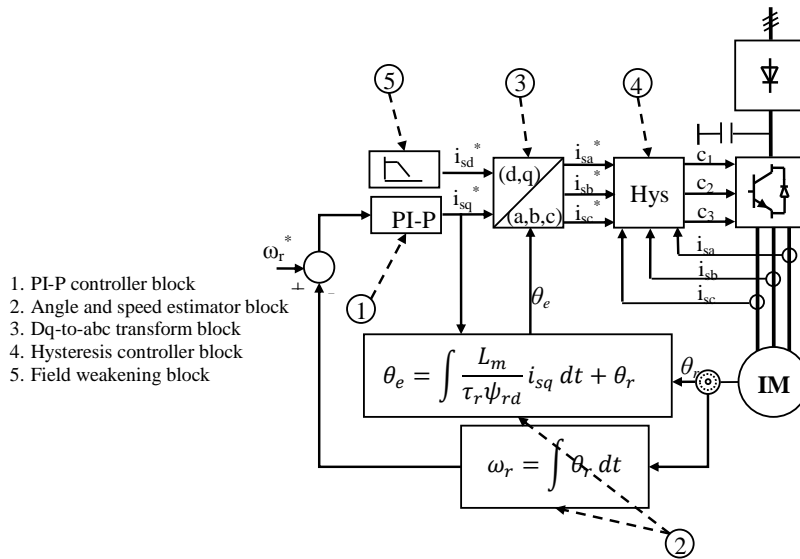 5
3
4
i_sd*
i_sq*
(d,q)
(a,b,c)
i_sa*
i_sb*
i_sc*
Hys
c₁
c₂
c₃
i_sa
i_sb
i_sc
PI-P
ω_r*
+ -
1
θ_e
1. PI-P controller block
2. Angle and speed estimator block
3. Dq-to-abc transform block
4. Hysteresis controller block
5. Field weakening block
θ_e = ∫ L_m / (τ_r ψ_rd) i_sq dt + θ_r
θ_r
IM
ω_r = ∫ θ_r dt
2